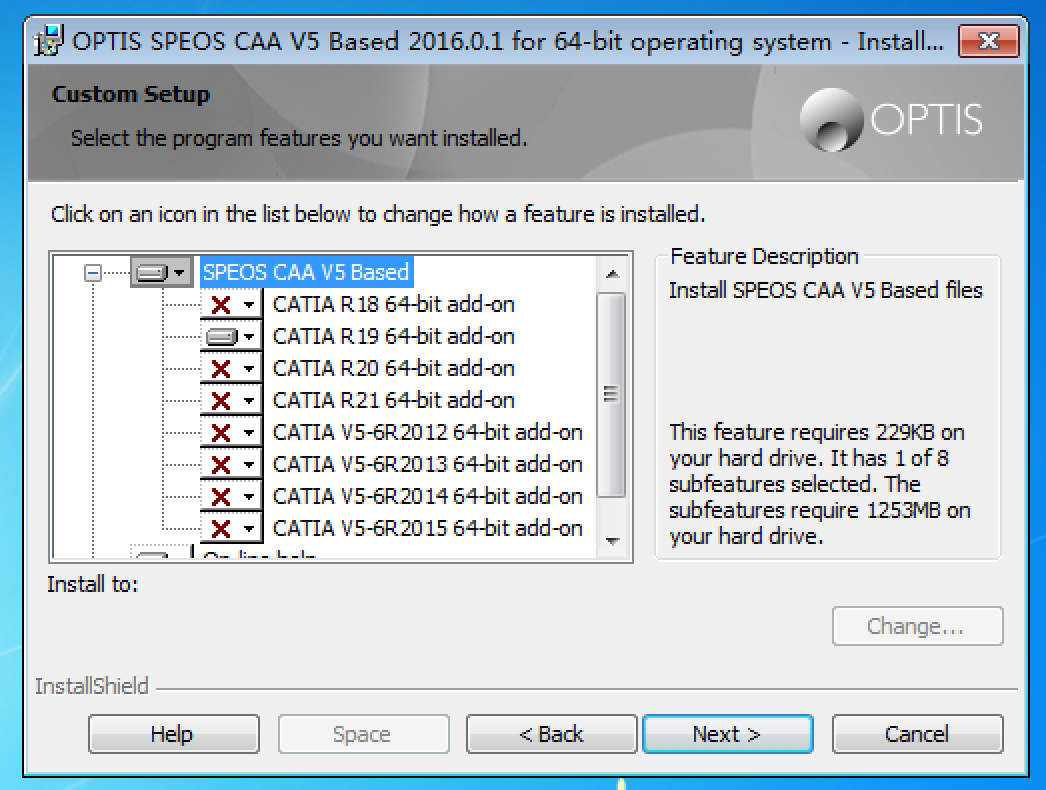 OPTIS SPEOS CAA V5 Based 2016.0.1 for 64-bit operating system - Install...
Custom Setup
Select the program features you want installed.
OPTIS
Click on an icon in the list below to change how a feature is installed.
SPEOS CAA V5 Based
CATIA R18 64-bit add-on
CATIA R19 64-bit add-on
CATIA R20 64-bit add-on
CATIA R21 64-bit add-on
CATIA V5-6R2012 64-bit add-on
CATIA V5-6R2013 64-bit add-on
CATIA V5-6R2014 64-bit add-on
CATIA V5-6R2015 64-bit add-on
On-line help
Feature Description
Install SPEOS CAA V5 Based files
This feature requires 229KB on
your hard drive. It has 1 of 8
subfeatures selected. The
subfeatures require 1253MB on
your hard drive.
Install to:
Change...
InstallShield
Help
Space
< Back
Next >
Cancel